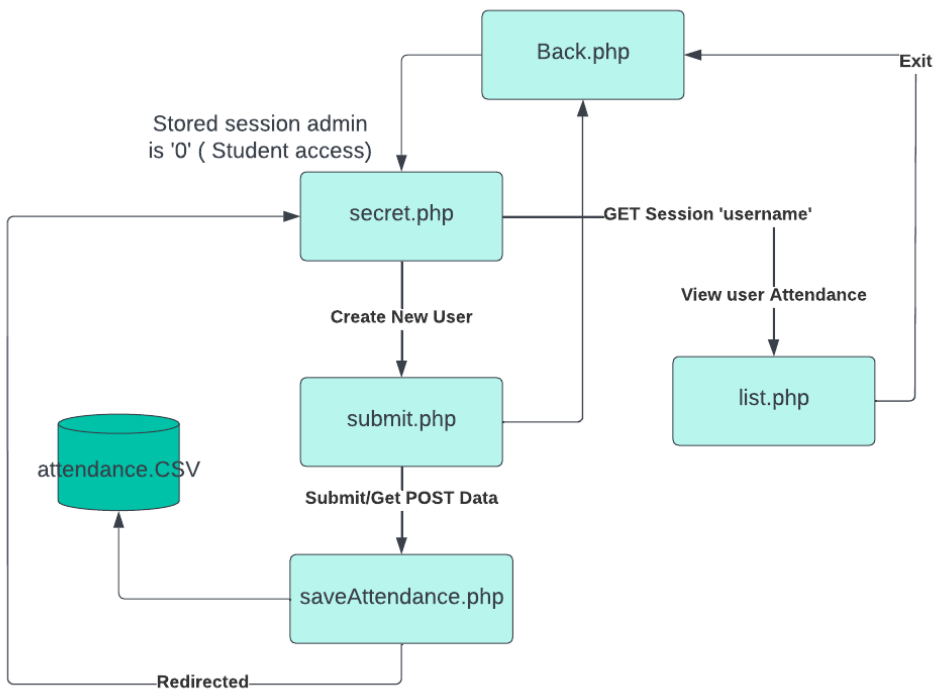 Back.php
Exit
Stored session admin
is '0' ( Student access)
secret.php
GET Session 'username'
View user Attendance
Create New User
list.php
submit.php
attendance.CSV
Submit/Get POST Data
saveAttendance.php
Redirected